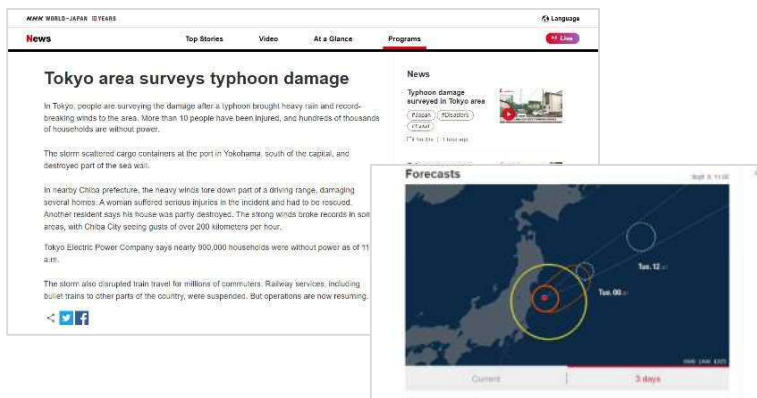 NHK WORLD-JAPAN
YEARS
Language
News
Top Stories
Video
At a Glance
Programs
Live
Tokyo area surveys typhoon damage
In Tokyo, people are surveying the damage after a typhoon brought heavy rain and record-
breaking winds to the area. More than 10 people have been injured, and hundreds of thousands
of households are without power.
The storm scattered cargo containers at the port in Yokohama, south of the capital, and
destroyed part of the sea wall.
In nearby Chiba prefecture, the heavy winds tore down part of a driving range, damaging
several homes. A woman suffered serious injuries in the incident and had to be rescued.
Another resident says his house was partly destroyed. The strong winds broke records in som
areas, with Chiba City seeing gusts of over 200 kilometers per hour.
Tokyo Electric Power Company says nearly 900,000 households were without power as of 11
a.m.
The storm also disrupted train travel for millions of commuters. Railway services, including
bullet trains to other parts of the country, were suspended. But operations are now resuming.
News
Typhoon damage
surveyed in Tokyo area
#Japan
#Disasters
1 hour ago
Forecasts
Tue. 12
Tue. 00
Current
3 days